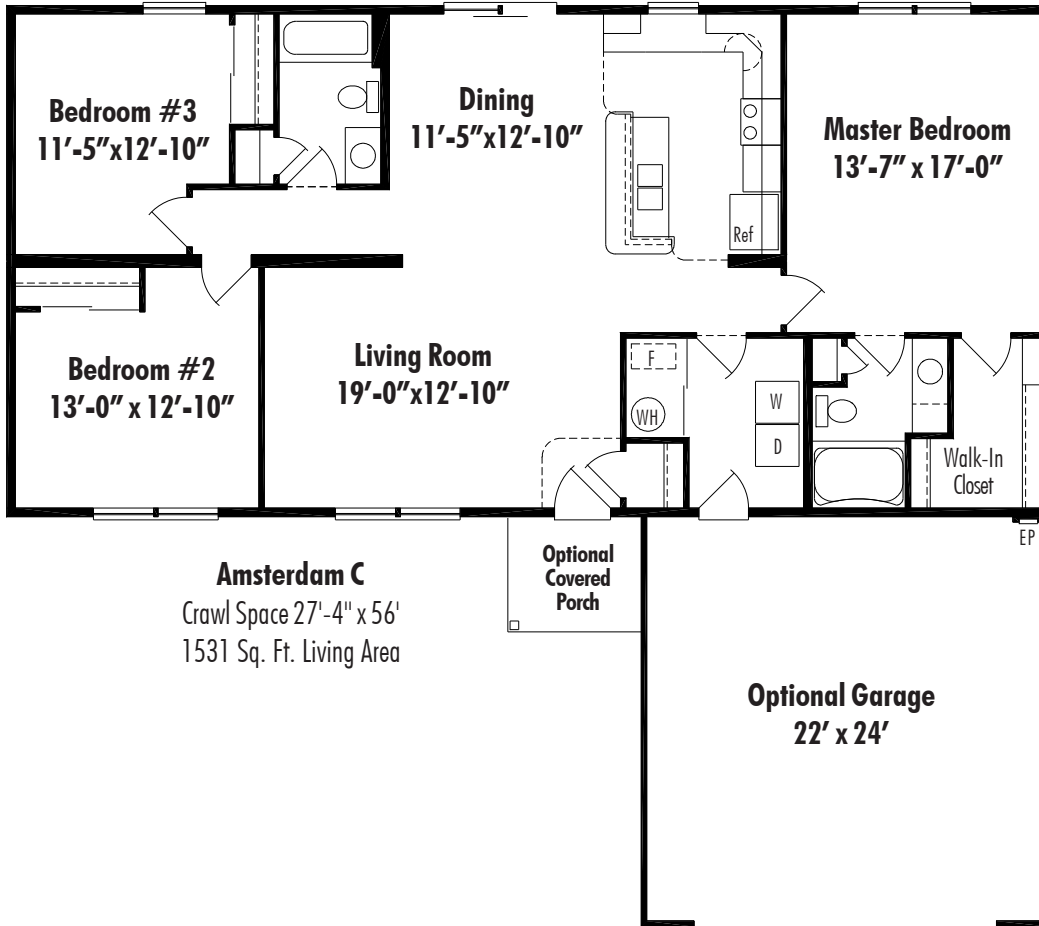 Bedroom #3
11’-5”x12’-10”
Dining
11’-5”x12’-10”
Master Bedroom
13’-7” x 17’-0”
Ref
Bedroom #2
13’-0” x 12’-10”
Living Room
19’-0”x12’-10”
F
WH
W
D
Walk-In
Closet
EP
Amsterdam C
Crawl Space 27'-4" x 56'
1531 Sq. Ft. Living Area
Optional
Covered
Porch
Optional Garage
22’ x 24’